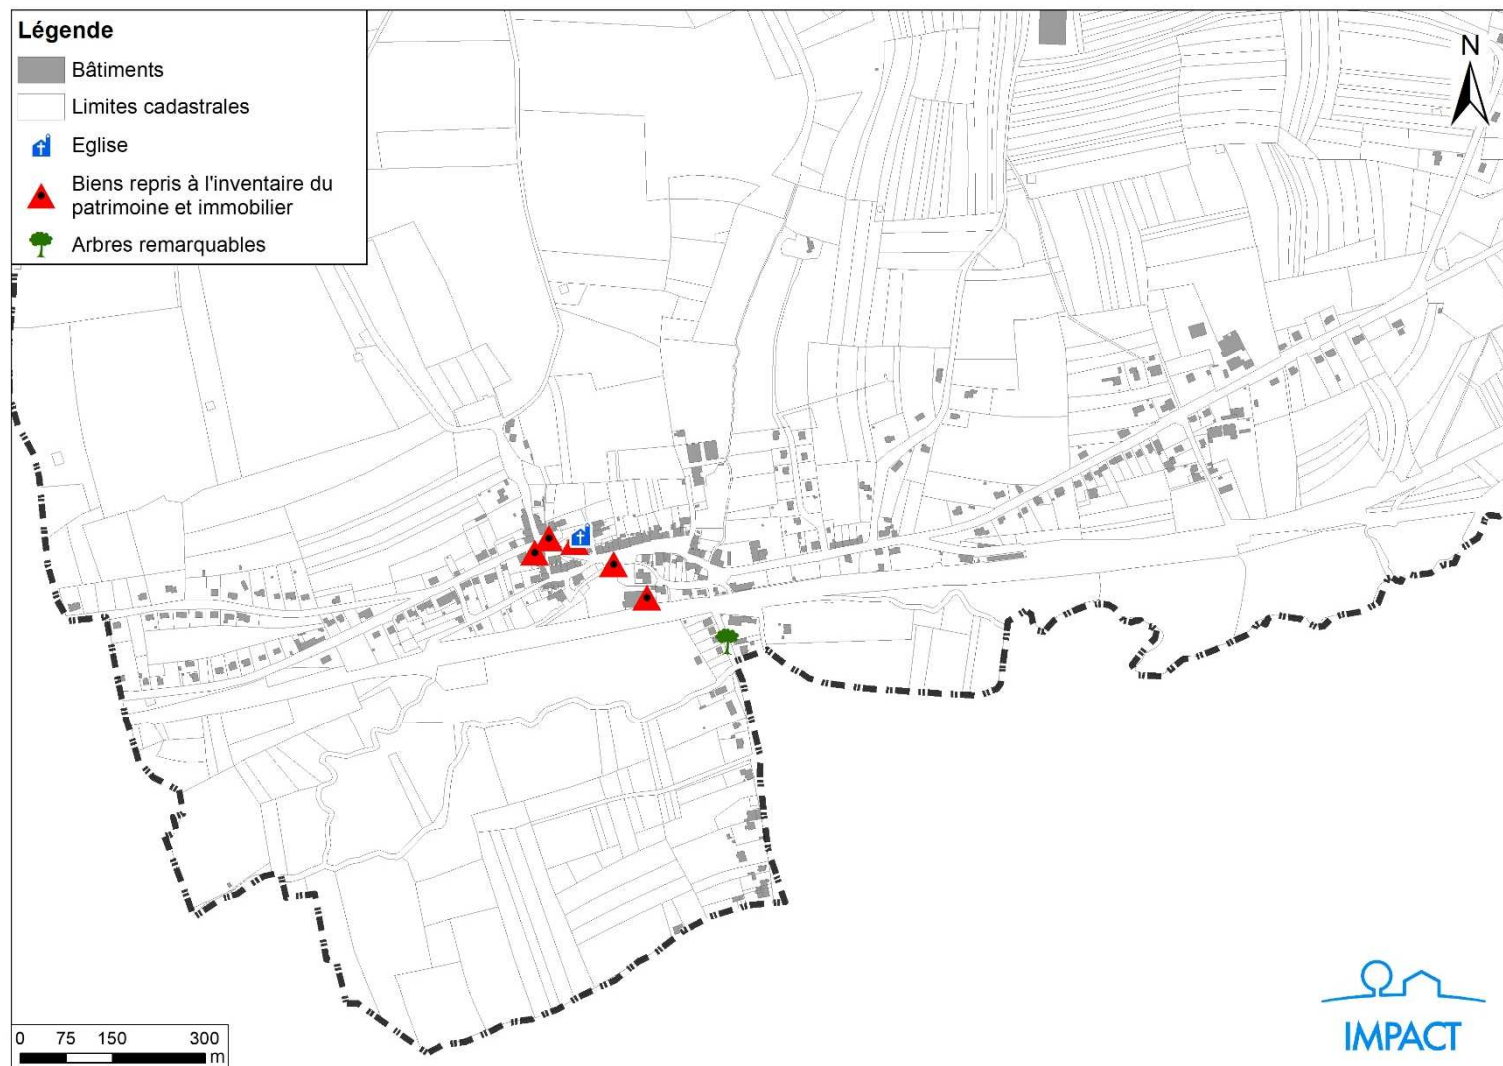 Légende
Bâtiments
Limites cadastrales
Eglise
Biens repris à l'inventaire du
patrimoine et immobilier
Arbres remarquables
N
0 75 150 300
m
IMPACT